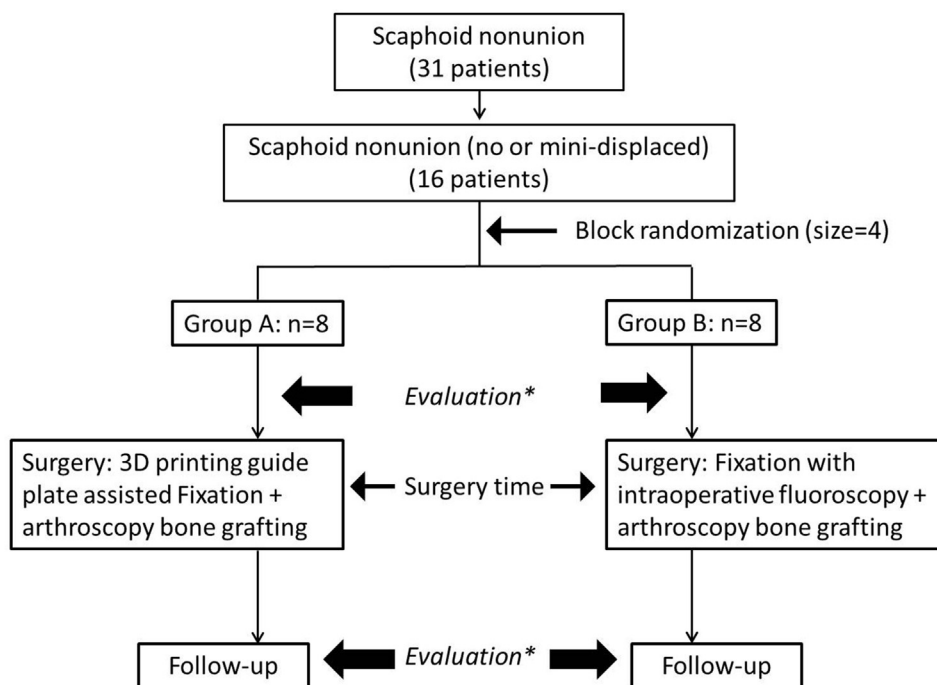 Scaphoid nonunion
(31 patients)
Scaphoid nonunion (no or mini-displaced)
(16 patients)
Block randomization (size=4)
Group A: n=8
Group B: n=8
Evaluation*
Surgery: 3D printing guide
plate assisted Fixation +
arthroscopy bone grafting
Surgery time
Surgery: Fixation with
intraoperative fluoroscopy +
arthroscopy bone grafting
Follow-up
Evaluation*
Follow-up